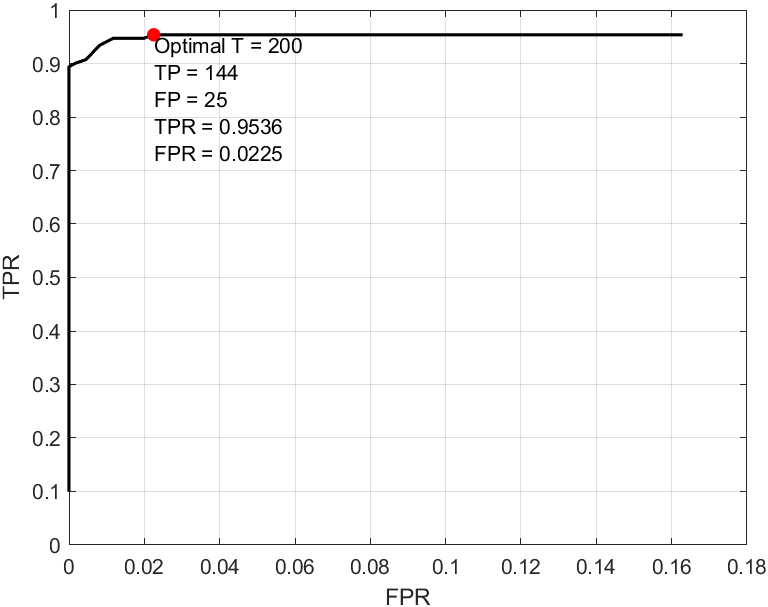 1
0.9
0.8
0.7
0.6
0.5
0.4
0.3
0.2
0.1
0
TPR
Optimal T = 200
TP = 144
FP = 25
TPR = 0.9536
FPR = 0.0225
0 0.02 0.04 0.06 0.08 0.1 0.12 0.14 0.16 0.18
FPR